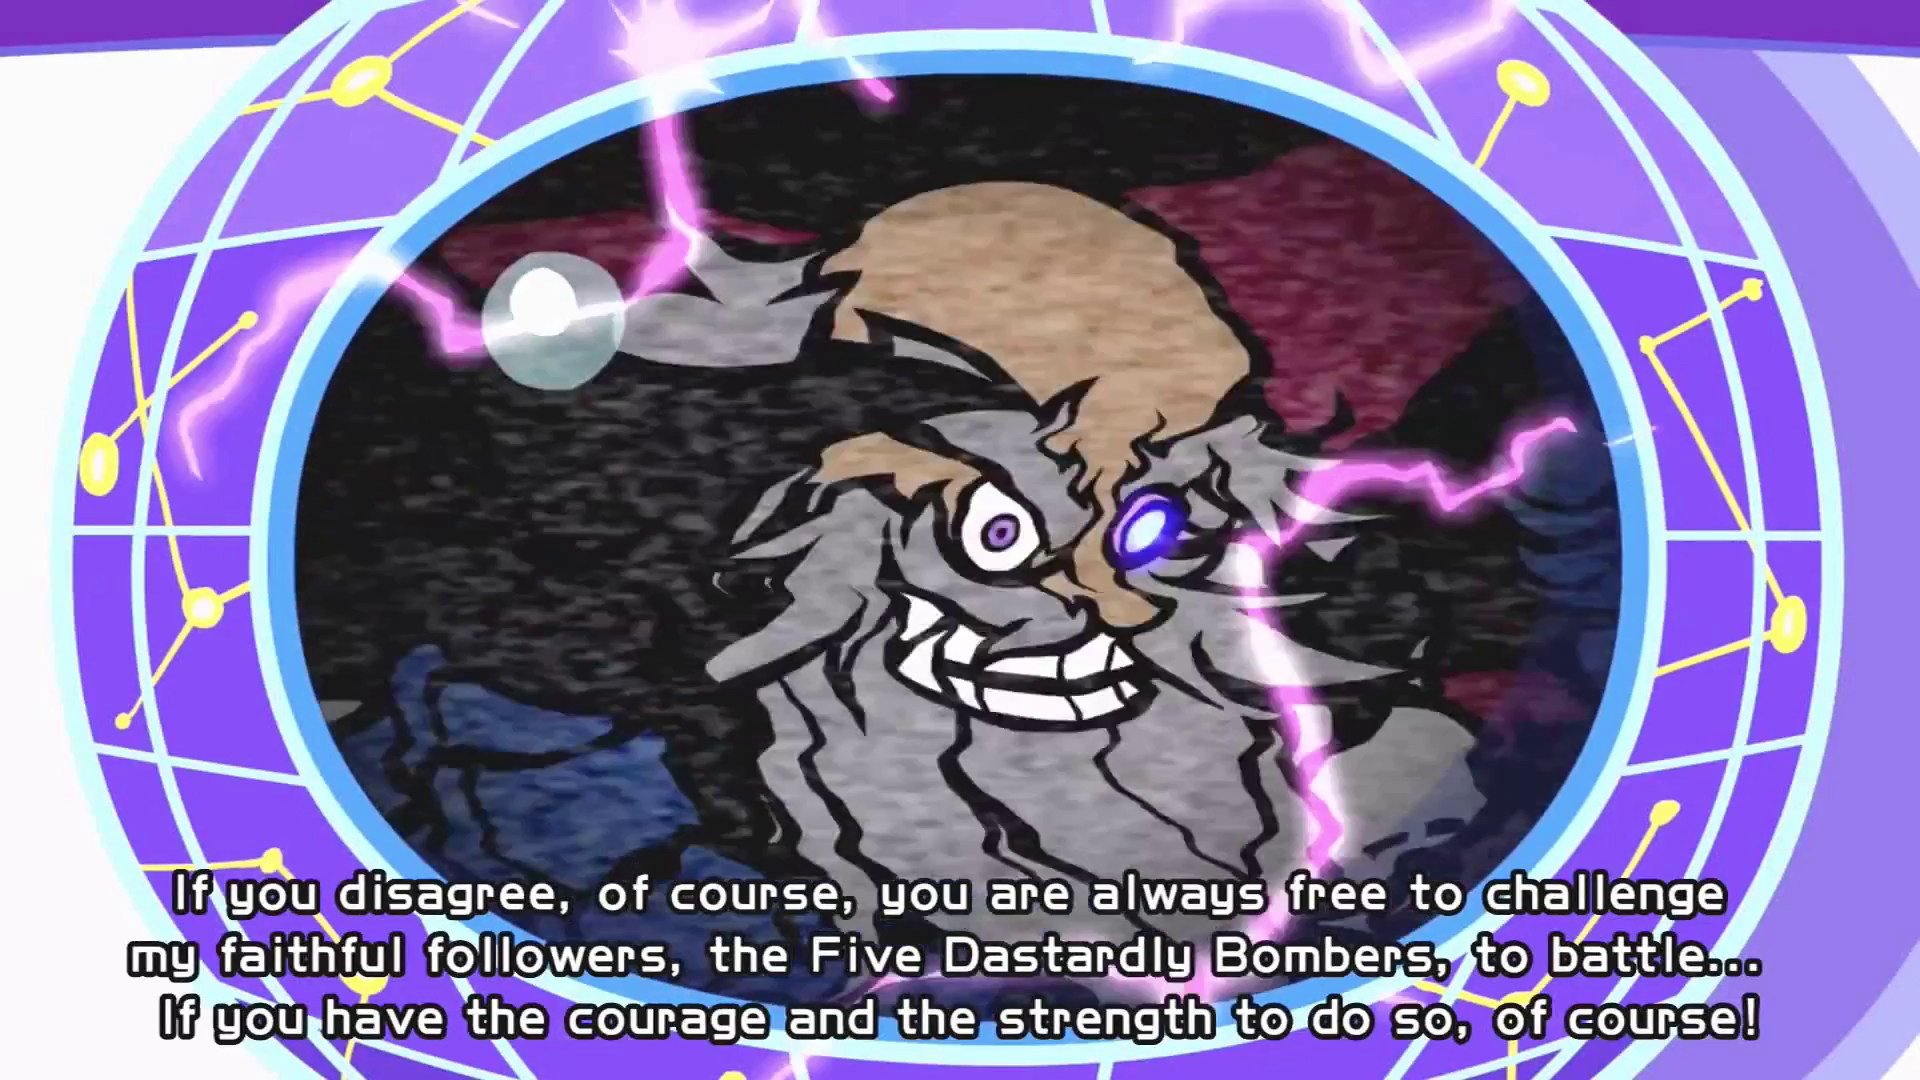 If you disagree, of course, you are always free to challenge
my faithful followers, the Five Dastardly Bombers, to battle...
If you have the courage and the strength to do so, of course!